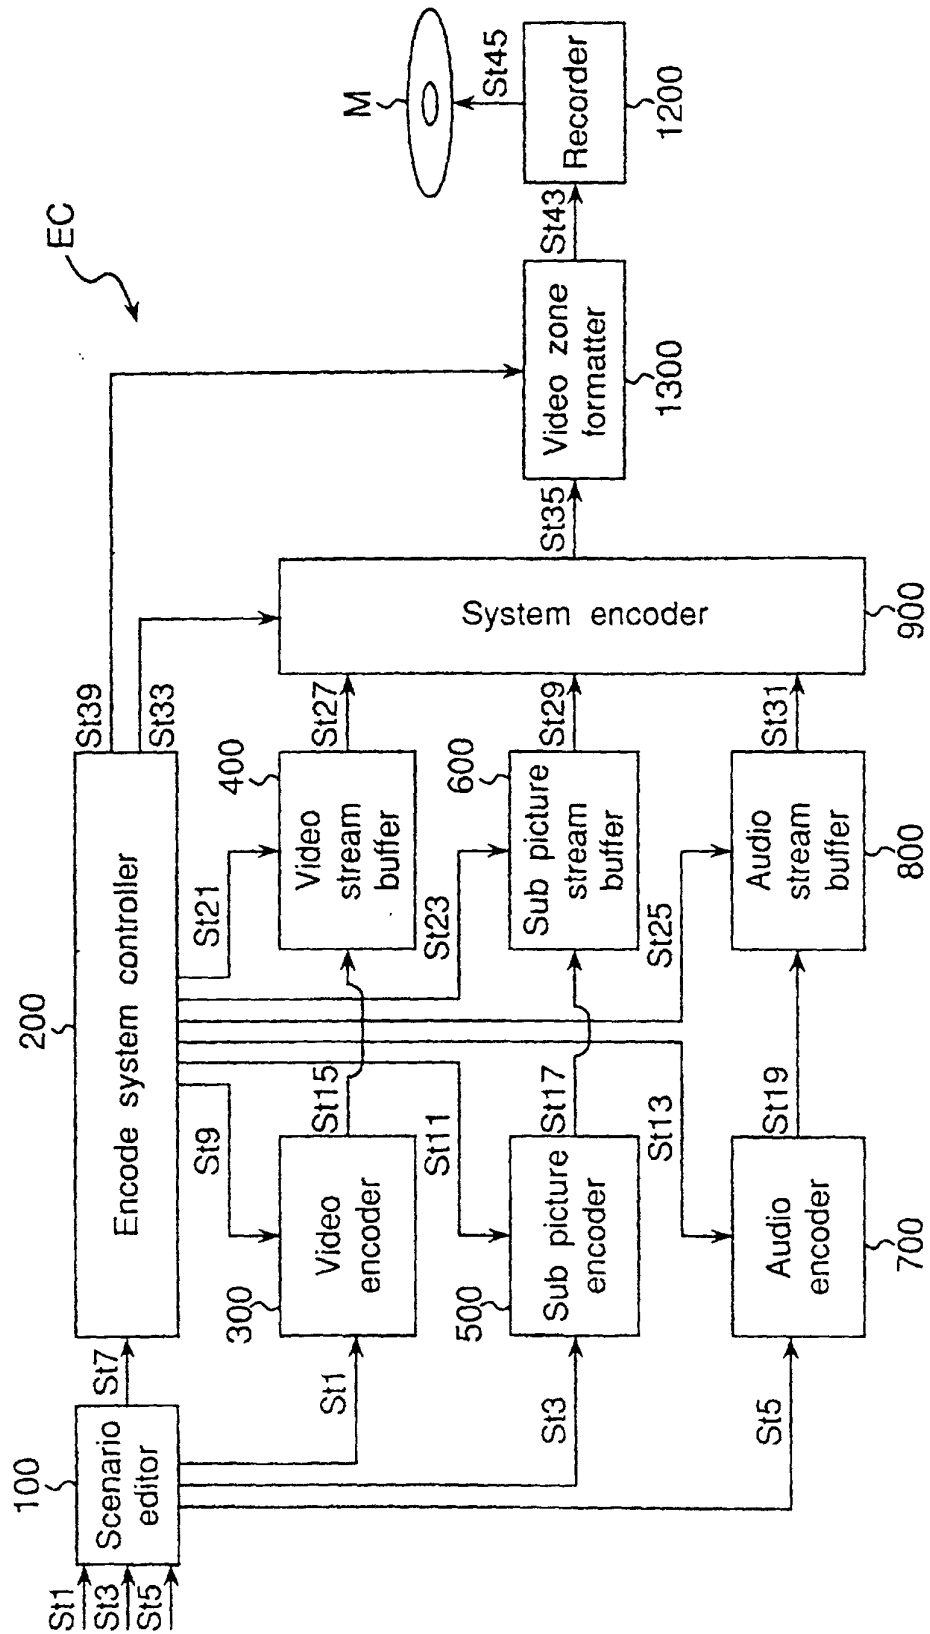 EC
M
St45
Recorder
1200
St43
Video zone
formatter
1300
St35
System encoder
900
St39
St33
200
Encode system controller
St7
100
Scenario
editor
St1
St3
St5
St21
400
Video
stream
buffer
St27
St9
300
Video
encoder
St15
St1
St23
600
Sub picture
stream
buffer
St29
St11
500
Sub picture
encoder
St17
St3
St25
Audio
stream
buffer
800
St31
St13
Audio
encoder
700
St19
St5